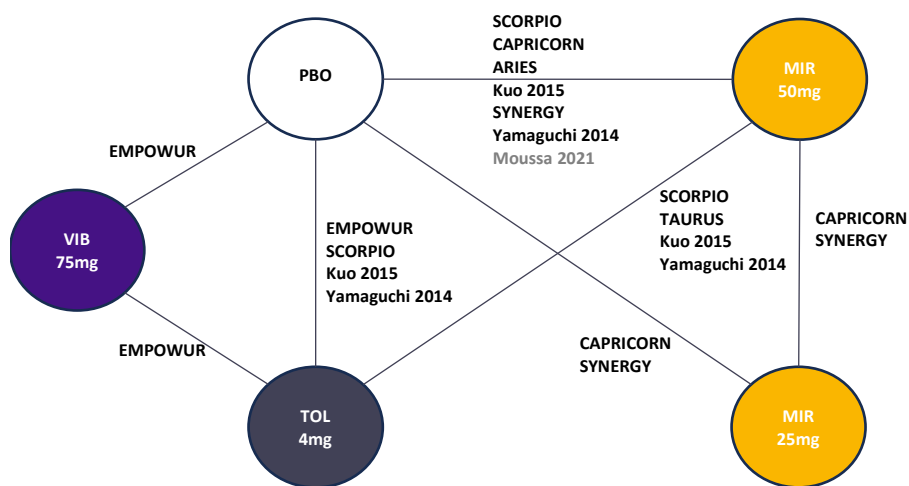 SCORPIO
CAPRICORN
ARIES
Kuo 2015
SYNERGY
Yamaguchi 2014
Moussa 2021
PBO
MIR
50mg
EMPOWUR
VIB
75mg
EMPOWUR
SCORPIO
Kuo 2015
Yamaguchi 2014
SCORPIO
TAURUS
Kuo 2015
Yamaguchi 2014
CAPRICORN
SYNERGY
EMPOWUR
CAPRICORN
SYNERGY
TOL
4mg
MIR
25mg